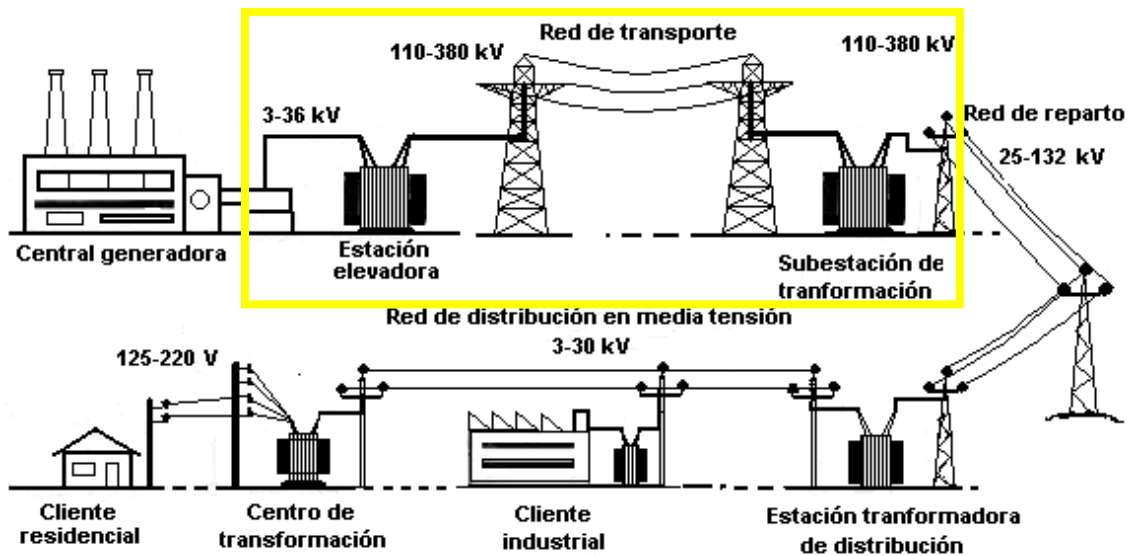 Red de transporte
110-380 kV
110-380 kV
3-36 kV
Red de reparto
25-132 kV
Central generadora
Estación
elevadora
Subestación de
tranformación
Red de distribución en media tensión
3-30 kV
125-220 V
Cliente
residencial
Centro de
transformación
Cliente
industrial
Estación tranformadora
de distribución